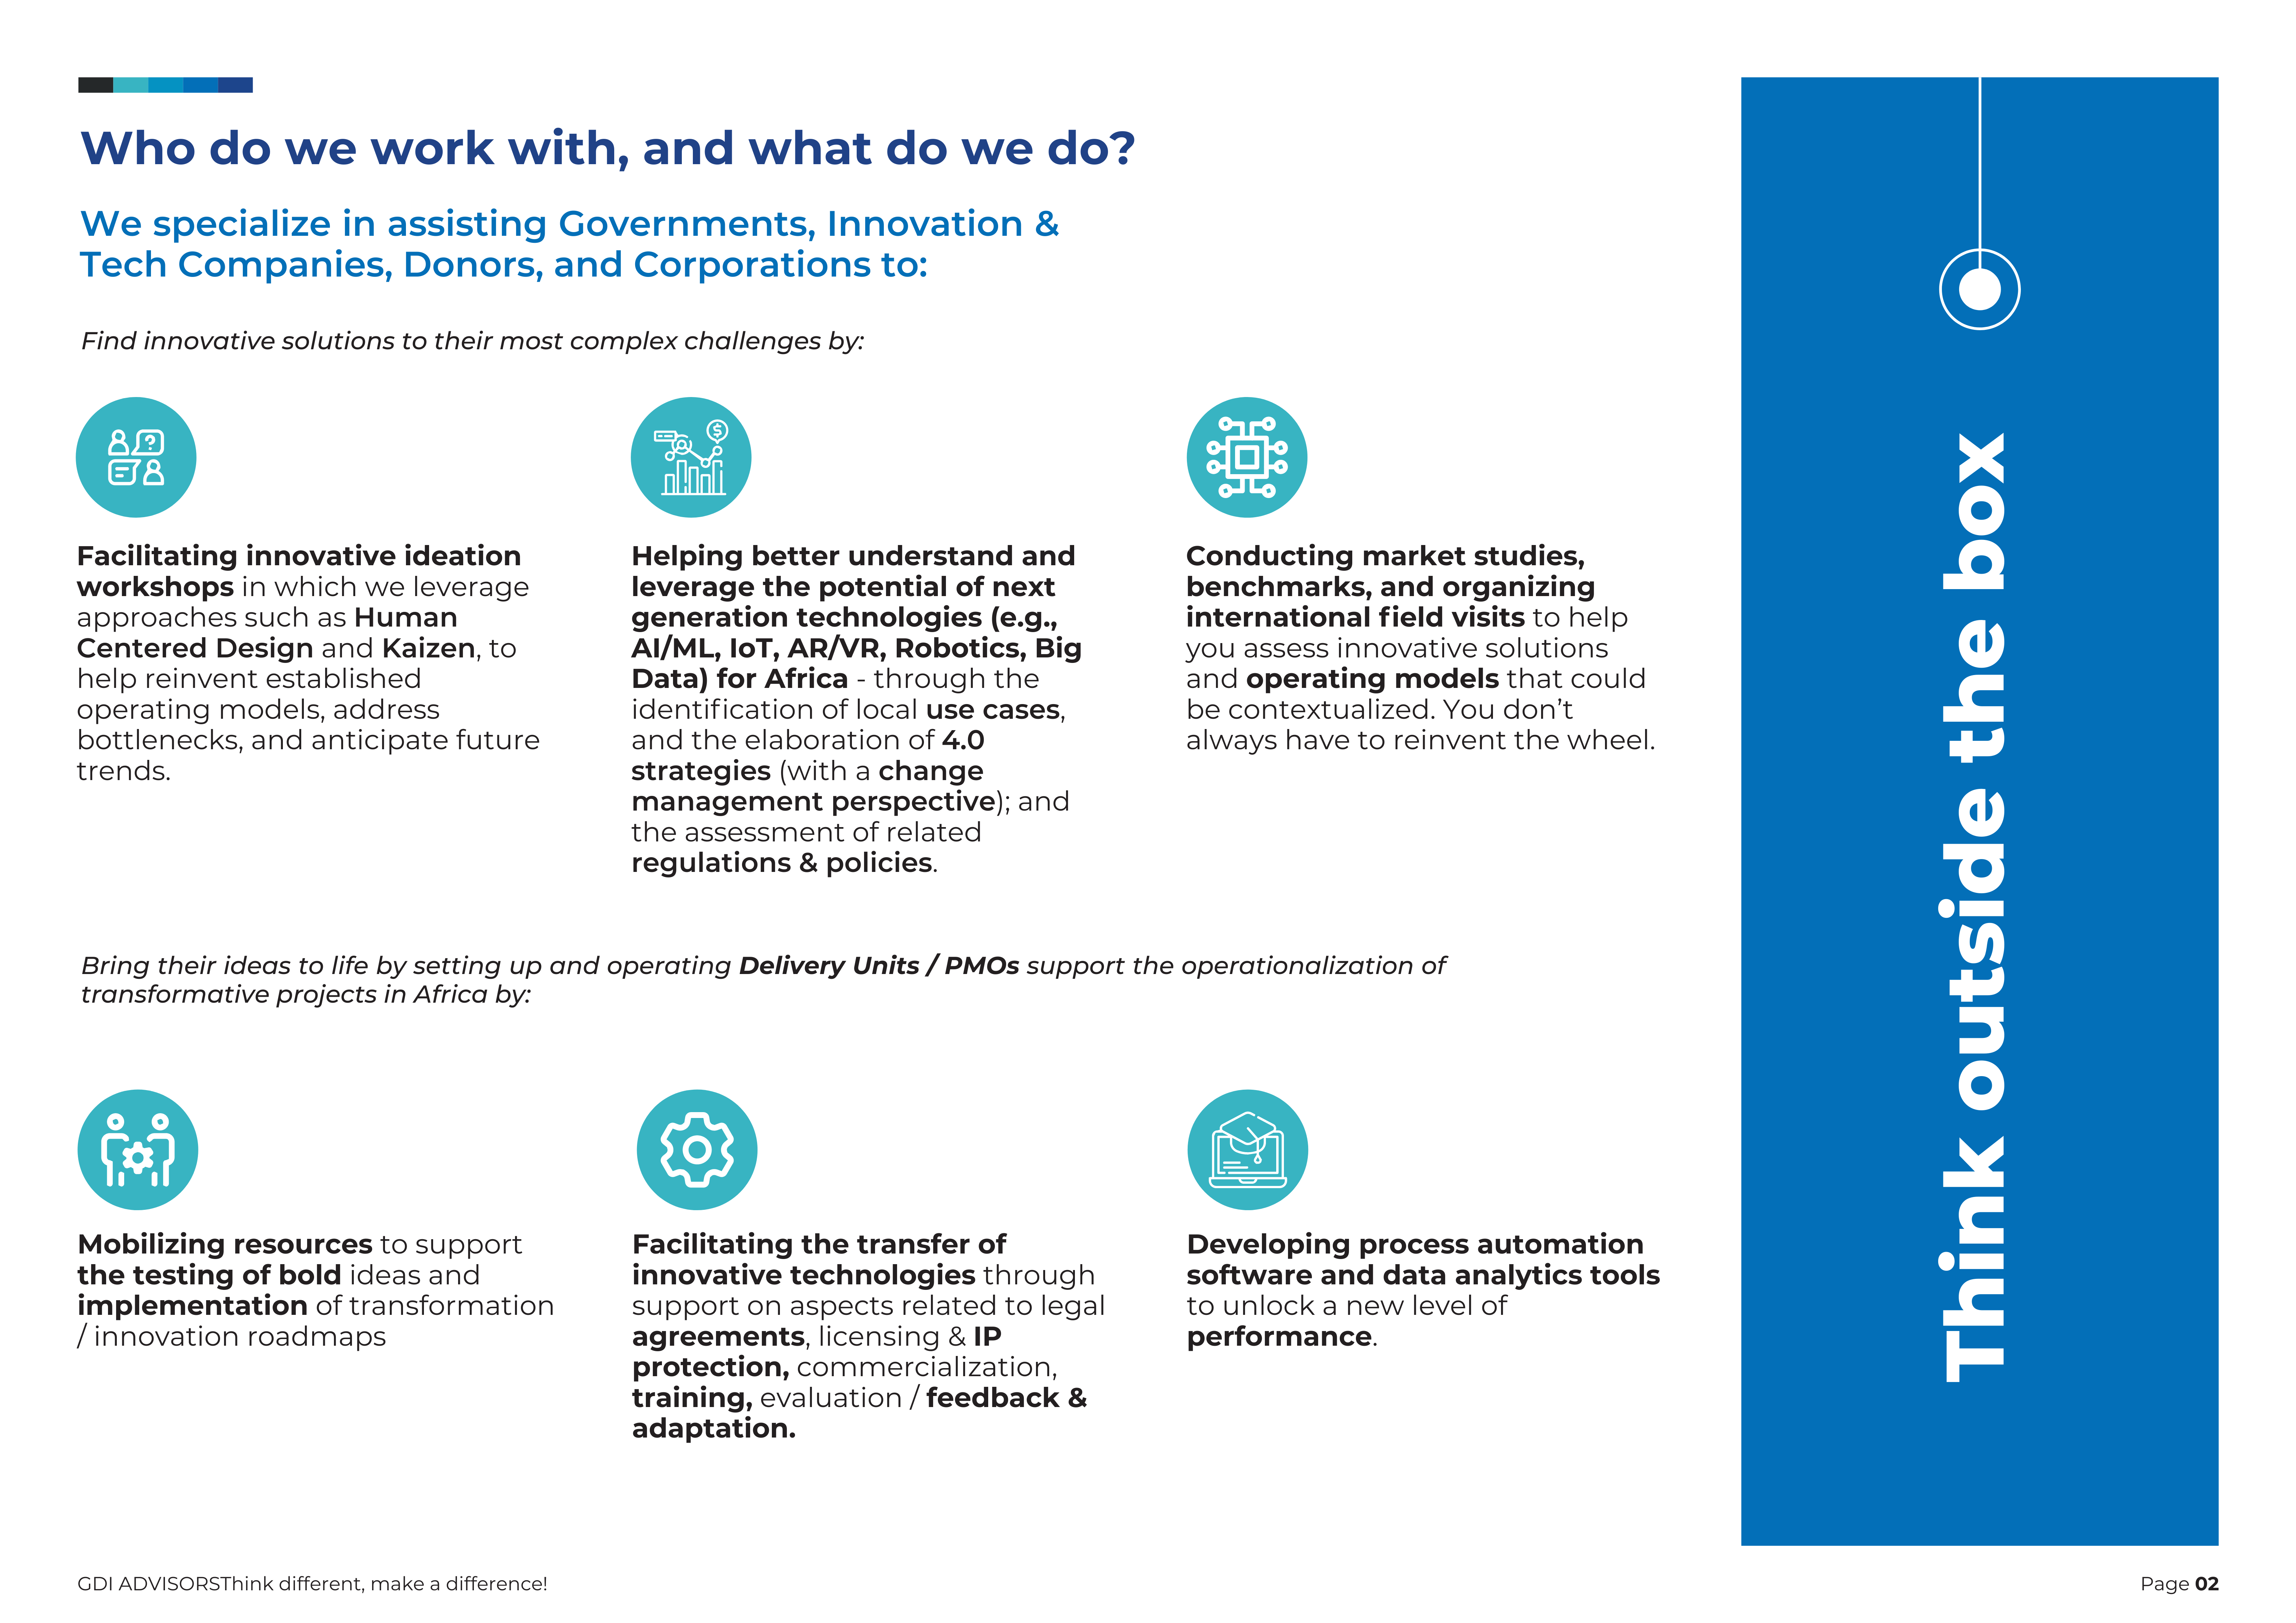 Who do we work with, and what do we do?
We specialize in assisting Governments, Innovation &
Tech Companies, Donors, and Corporations to:
Find innovative solutions to their most complex challenges by:
Facilitating innovative ideation
workshops in which we leverage
approaches such as Human
Centered Design and Kaizen, to
help reinvent established
operating models, address
bottlenecks, and anticipate future
trends.
Helping better understand and
leverage the potential of next
generation technologies (e.g.,
AI/ML, IoT, AR/VR, Robotics, Big
Data) for Africa - through the
identification of local use cases,
and the elaboration of 4.0
strategies (with a change
management perspective); and
the assessment of related
regulations & policies.
Conducting market studies,
benchmarks, and organizing
international field visits to help
you assess innovative solutions
and operating models that could
be contextualized. You don’t
always have to reinvent the wheel.
Bring their ideas to life by setting up and operating Delivery Units / PMOs support the operationalization of
transformative projects in Africa by:
Mobilizing resources to support
the testing of bold ideas and
implementation of transformation
/ innovation roadmaps
Facilitating the transfer of
innovative technologies through
support on aspects related to legal
agreements, licensing & IP
protection, commercialization,
training, evaluation / feedback &
adaptation.
Developing process automation
software and data analytics tools
to unlock a new level of
performance.
Think outside the box
GDI ADVISORSThink different, make a difference!
Page 02